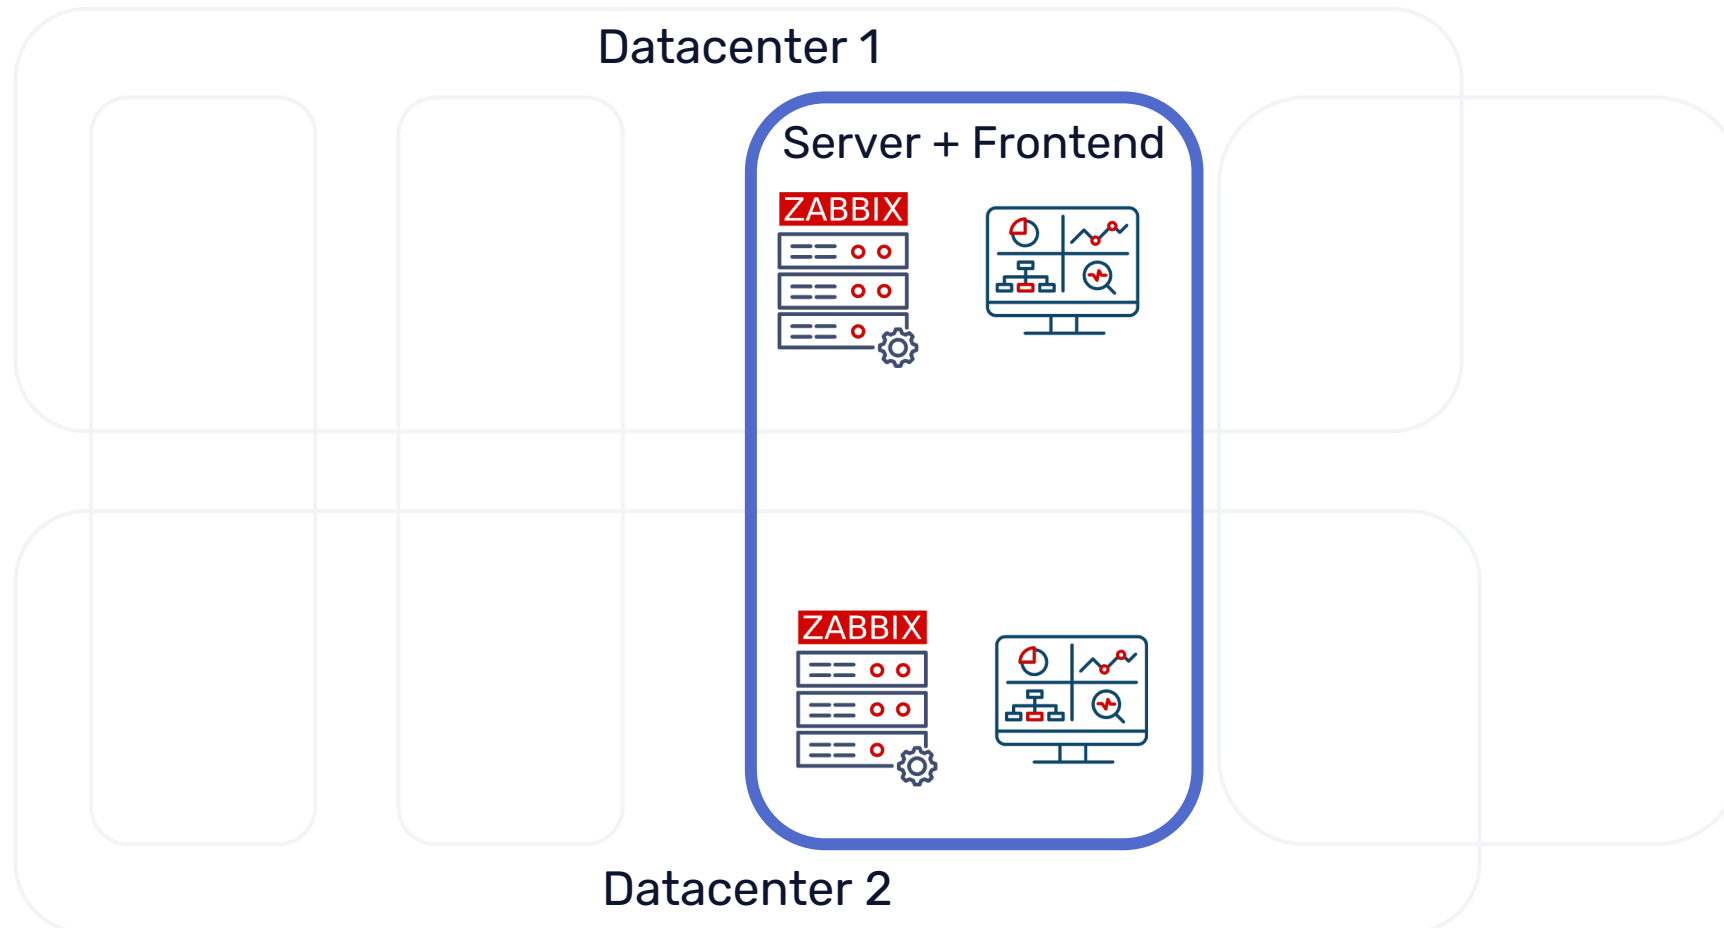 Datacenter 1
Server + Frontend
ZABBIX
ZABBIX
Datacenter 2